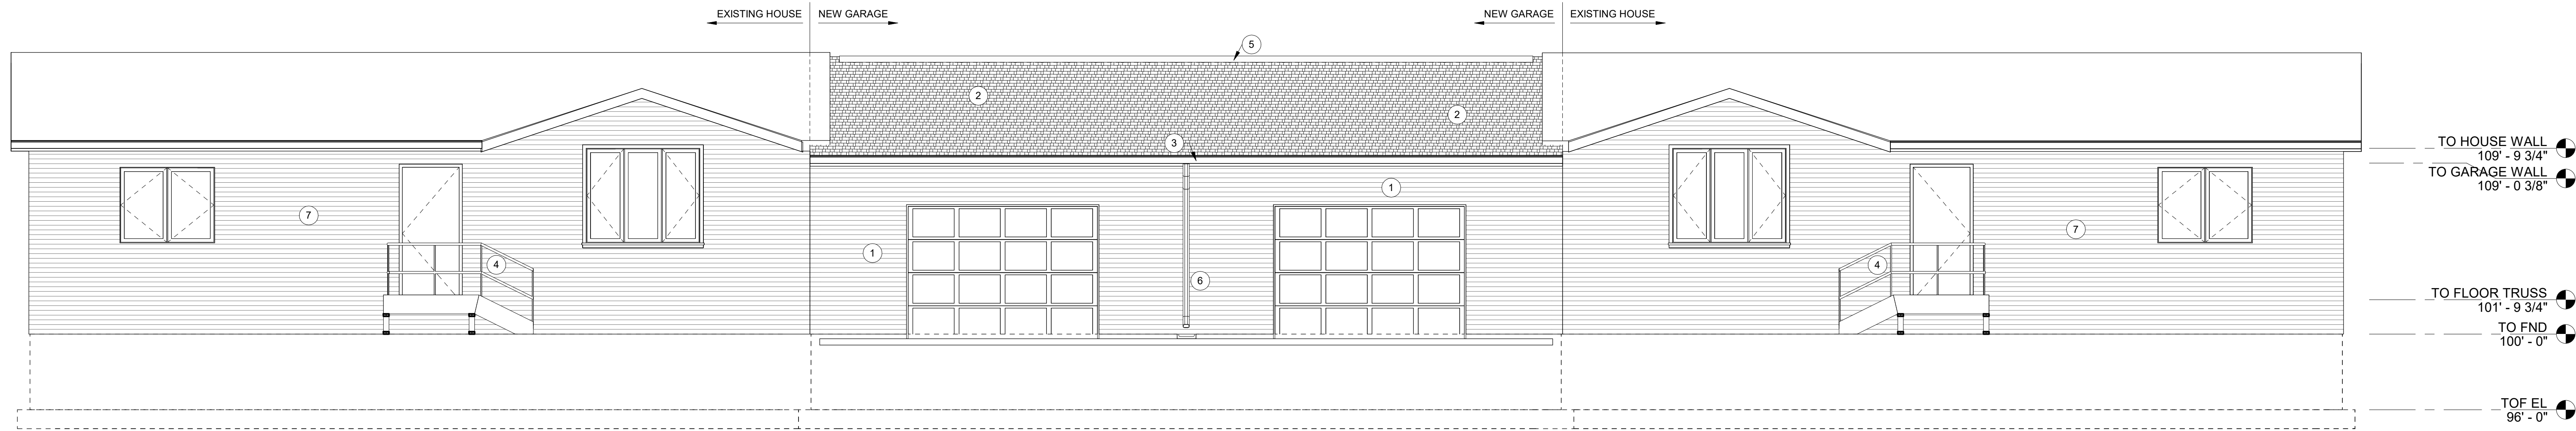 EXISTING HOUSE
NEW GARAGE
NEW GARAGE
EXISTING HOUSE
5
2
2
3
1
7
4
1
6
4
7
TO HOUSE WALL
109' - 9 3/4"
TO GARAGE WALL
109' - 0 3/8"
TO FLOOR TRUSS
101' - 9 3/4"
TO FND
100' - 0"
TOF EL
96' - 0"